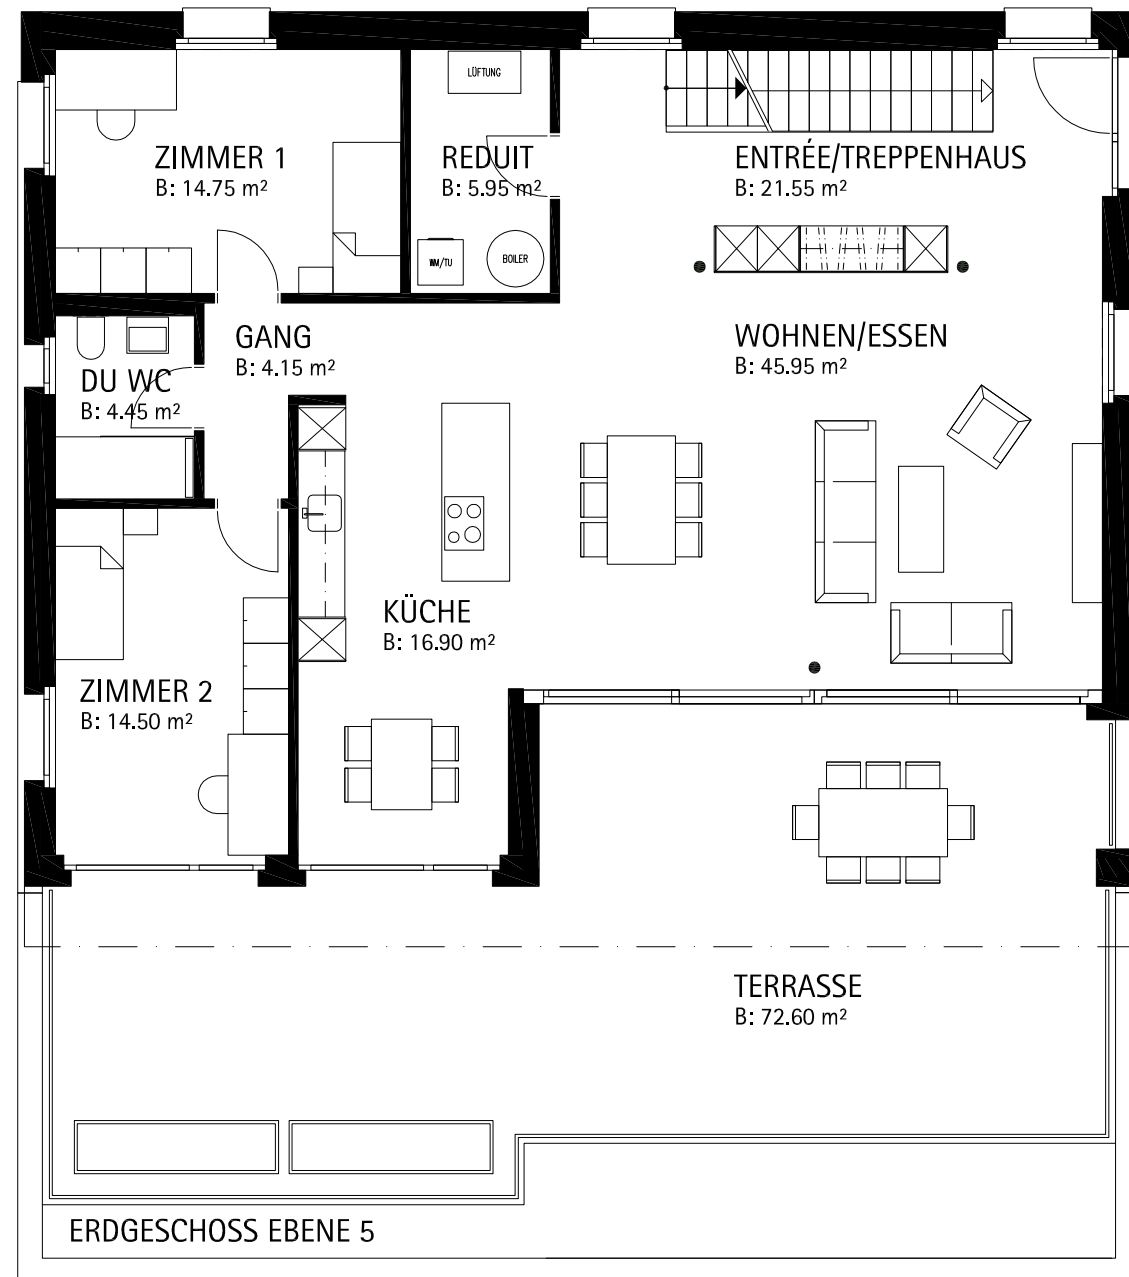 LÜFTUNG
ZIMMER 1
B: 14.75 m²
REDUIT
B: 5.95 m²
ENTRÉE/TREPPENHAUS
B: 21.55 m²
WM/TU
BOILER
GANG
B: 4.15 m²
WOHNEN/ESSEN
B: 45.95 m²
DU WC
B: 4.45 m²
KÜCHE
B: 16.90 m²
ZIMMER 2
B: 14.50 m²
TERRASSE
B: 72.60 m²
ERDGESCHOSS EBENE 5